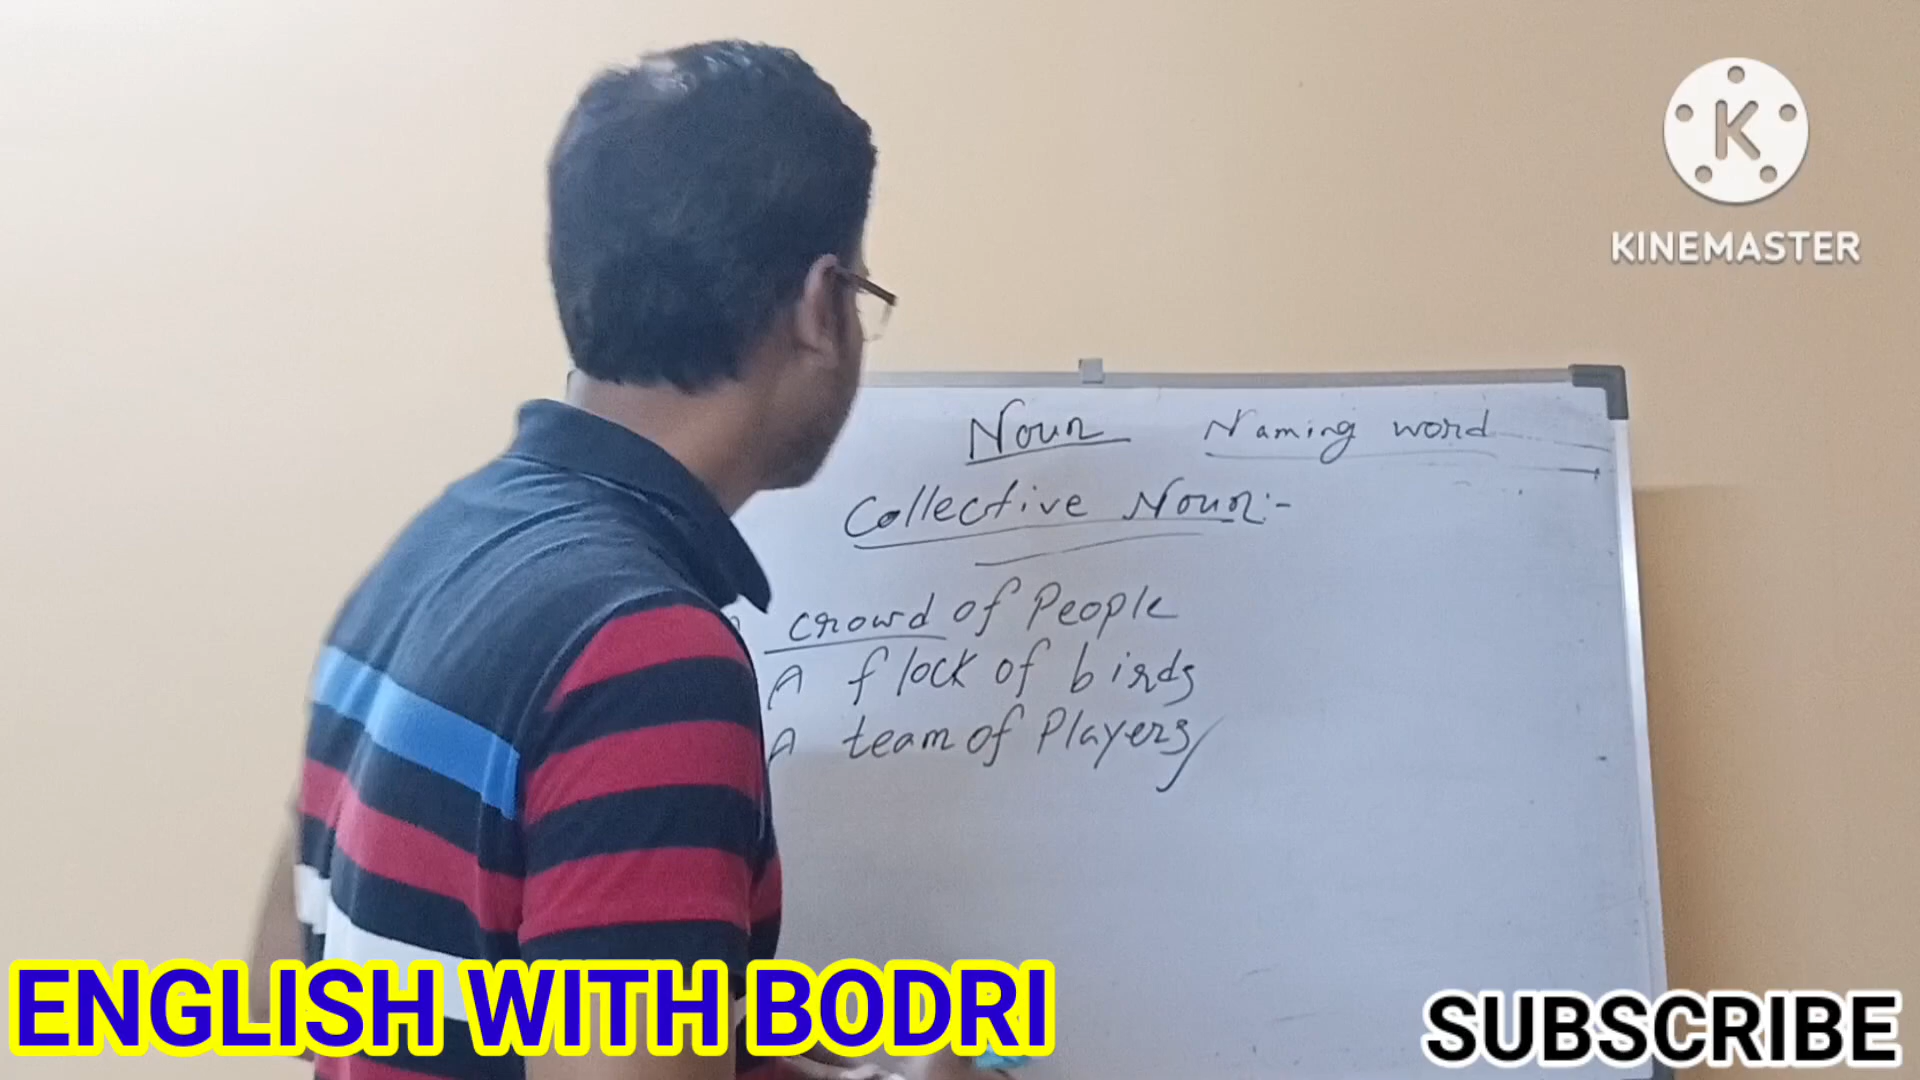 KINEMASTER
Noun Naming word
Collective Noun:-
crowd of People
A flock of birds
A team of Players
ENGLISH WITH BODRI
SUBSCRIBE